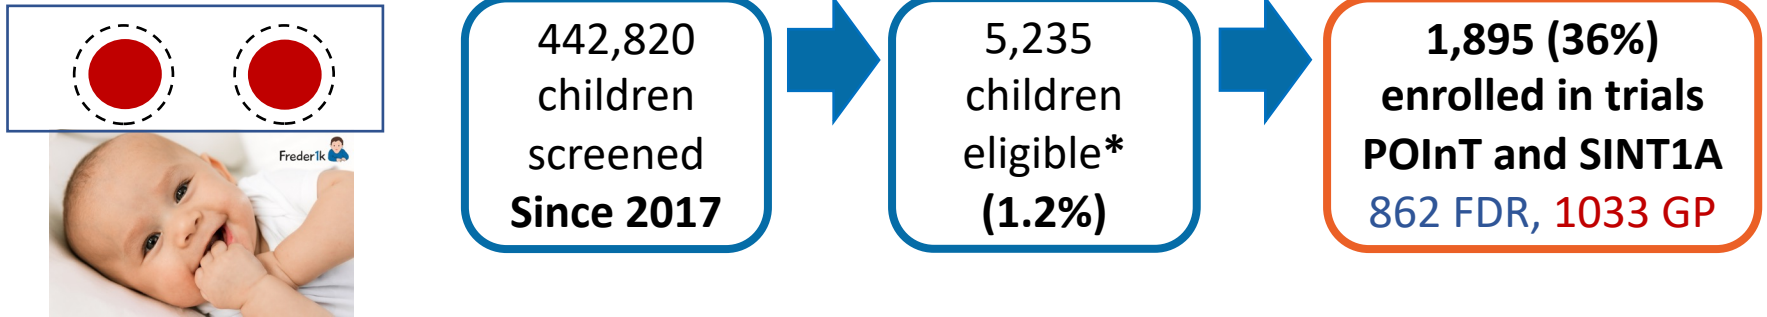 Freder1k
442,820
children
screened
Since 2017
5,235
children
eligible*
(1.2%)
1,895 (36%)
enrolled in trials
POInT and SINT1A
862 FDR, 1033 GP